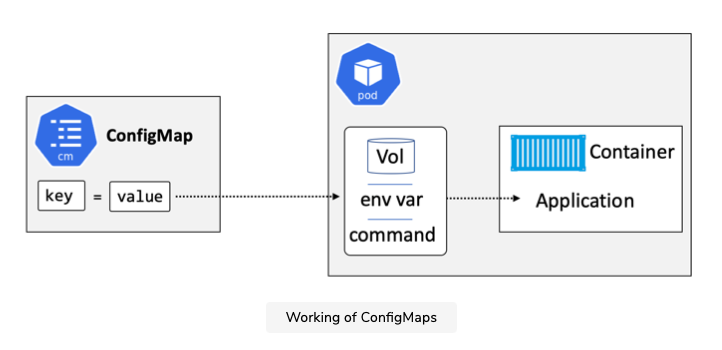 pod
ConfigMap
cm
key = value
Vol
env var
command
Container
Application
Working of ConfigMaps